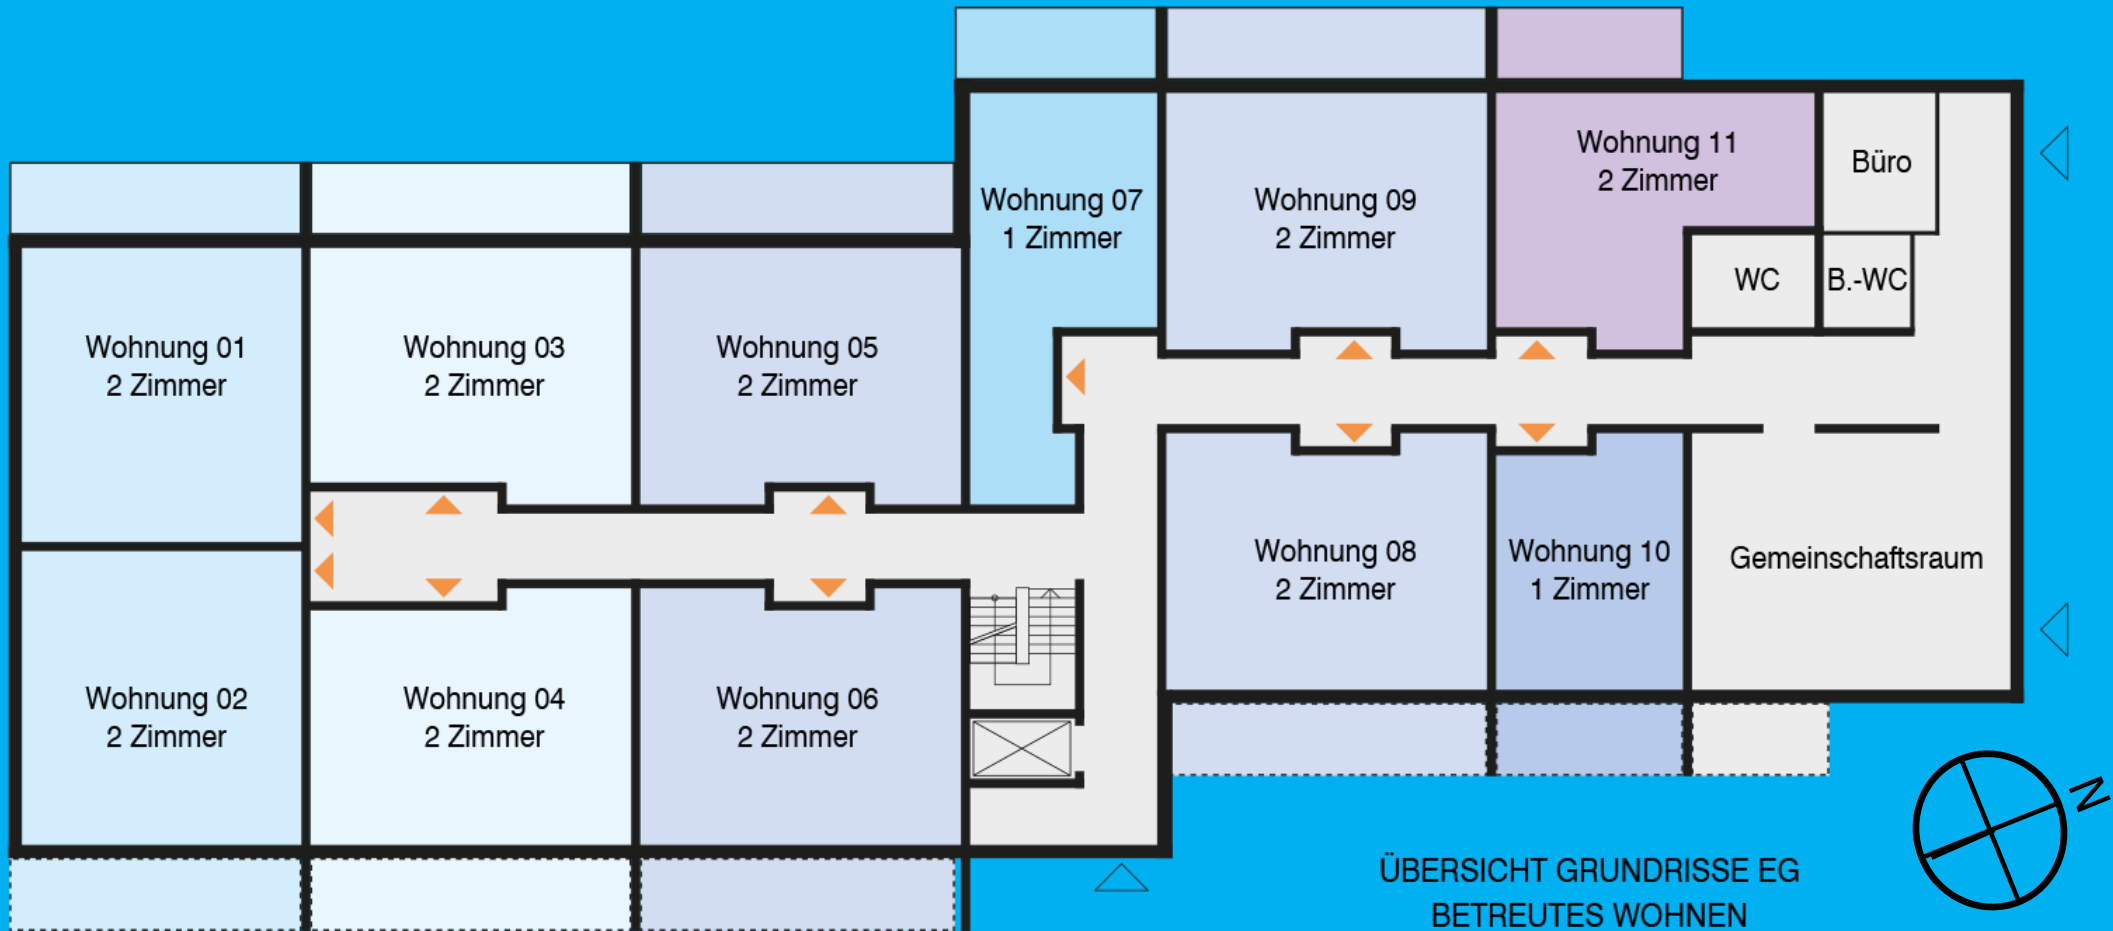 Wohnung 01
2 Zimmer
Wohnung 03
2 Zimmer
Wohnung 05
2 Zimmer
Wohnung 07
1 Zimmer
Wohnung 09
2 Zimmer
Wohnung 11
2 Zimmer
Büro
WC
B.-WC
Wohnung 02
2 Zimmer
Wohnung 04
2 Zimmer
Wohnung 06
2 Zimmer
Wohnung 08
2 Zimmer
Wohnung 10
1 Zimmer
Gemeinschaftsraum
N
ÜBERSICHT GRUNDRISSE EG
BETREUTES WOHNEN